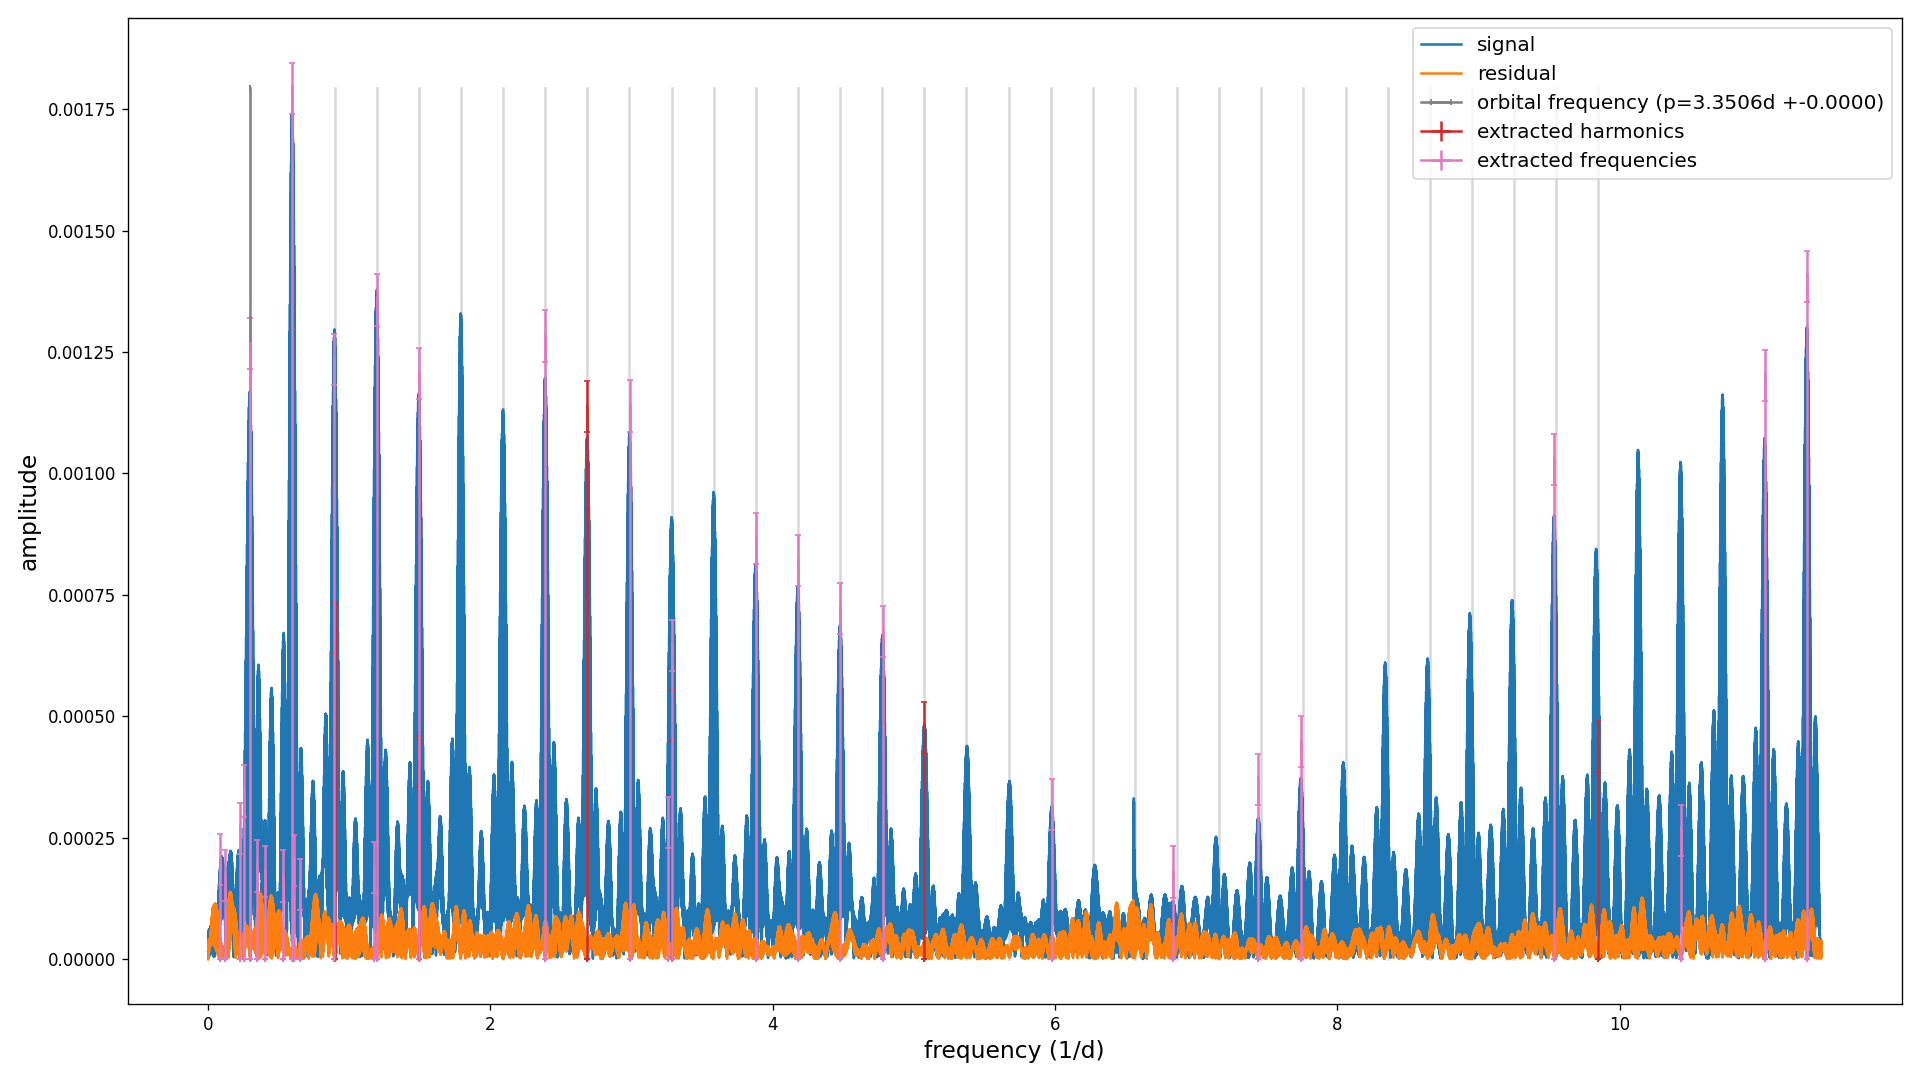 signal
residual
orbital frequency (p=3.3506d +-0.0000)
extracted harmonics
extracted frequencies
0.00175
0.00150
0.00125
0.00100
0.00075
0.00050
0.00025
0.00000
amplitude
0 2 4 6 8 10
frequency (1/d)